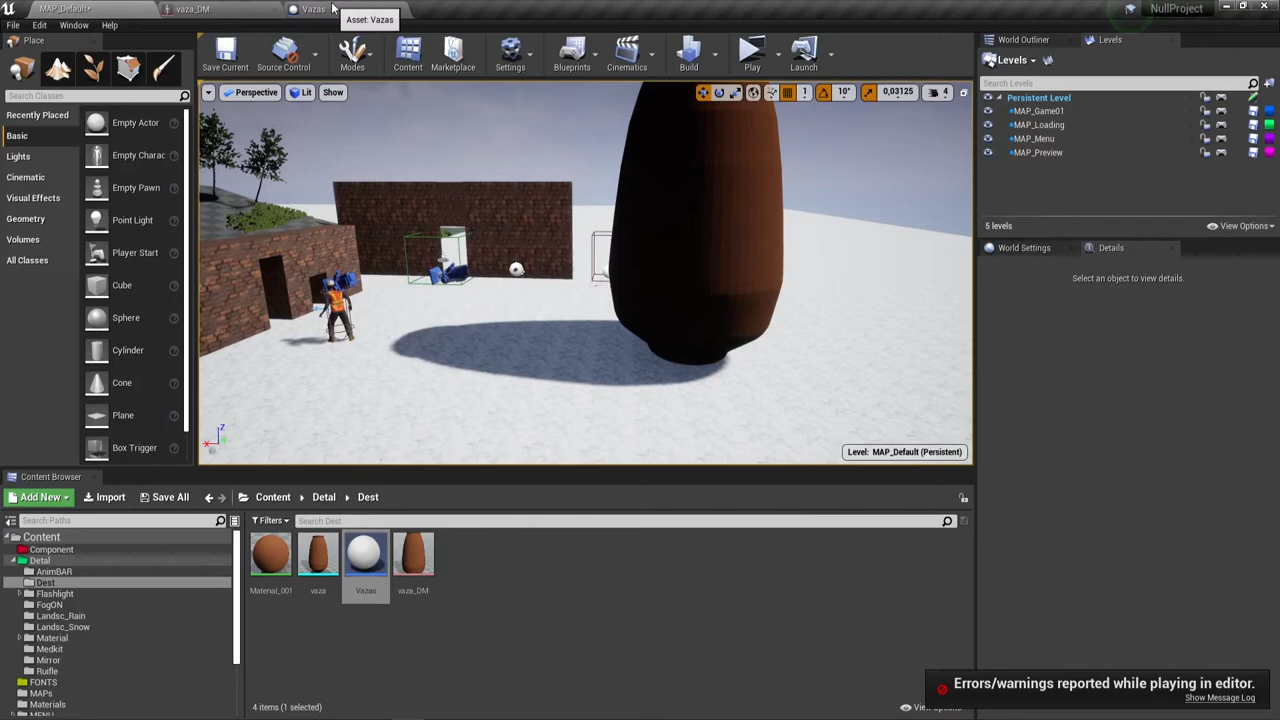 MAP_Default*
vaza_DM
Vazas
NullProject
File
Edit
Window
Help
Asset: Vazas
Place
Search Classes
Recently Placed
Basic
Lights
Cinematic
Visual Effects
Geometry
Volumes
All Classes
Empty Actor
Empty Charac
Empty Pawn
Point Light
Player Start
Cube
Sphere
Cylinder
Cone
Plane
Box Trigger
Save Current
Source Control
Modes
Content
Marketplace
Settings
Blueprints
Cinematics
Build
Play
Launch
Perspective
Lit
Show
1
10°
0,03125
4
Z
X
Level: MAP_Default (Persistent)
World Outliner
Levels
Levels
Search Levels
Persistent Level
MAP_Game01
MAP_Loading
MAP_Menu
MAP_Preview
5 levels
View Options
World Settings
Details
Select an object to view details.
Content Browser
Add New
Import
Save All
Content
Detal
Dest
Search Paths
Filters
Search Dest
Content
Component
Detal
AnimBAR
Dest
Flashlight
FogON
Landsc_Rain
Landsc_Snow
Material
Medkit
Mirror
Ruifle
FONTS
MAPs
Materials
MENU
Material_001
vaza
Vazas
vaza_DM
4 items (1 selected)
View Options
Errors/warnings reported while playing in editor.
Show Message Log